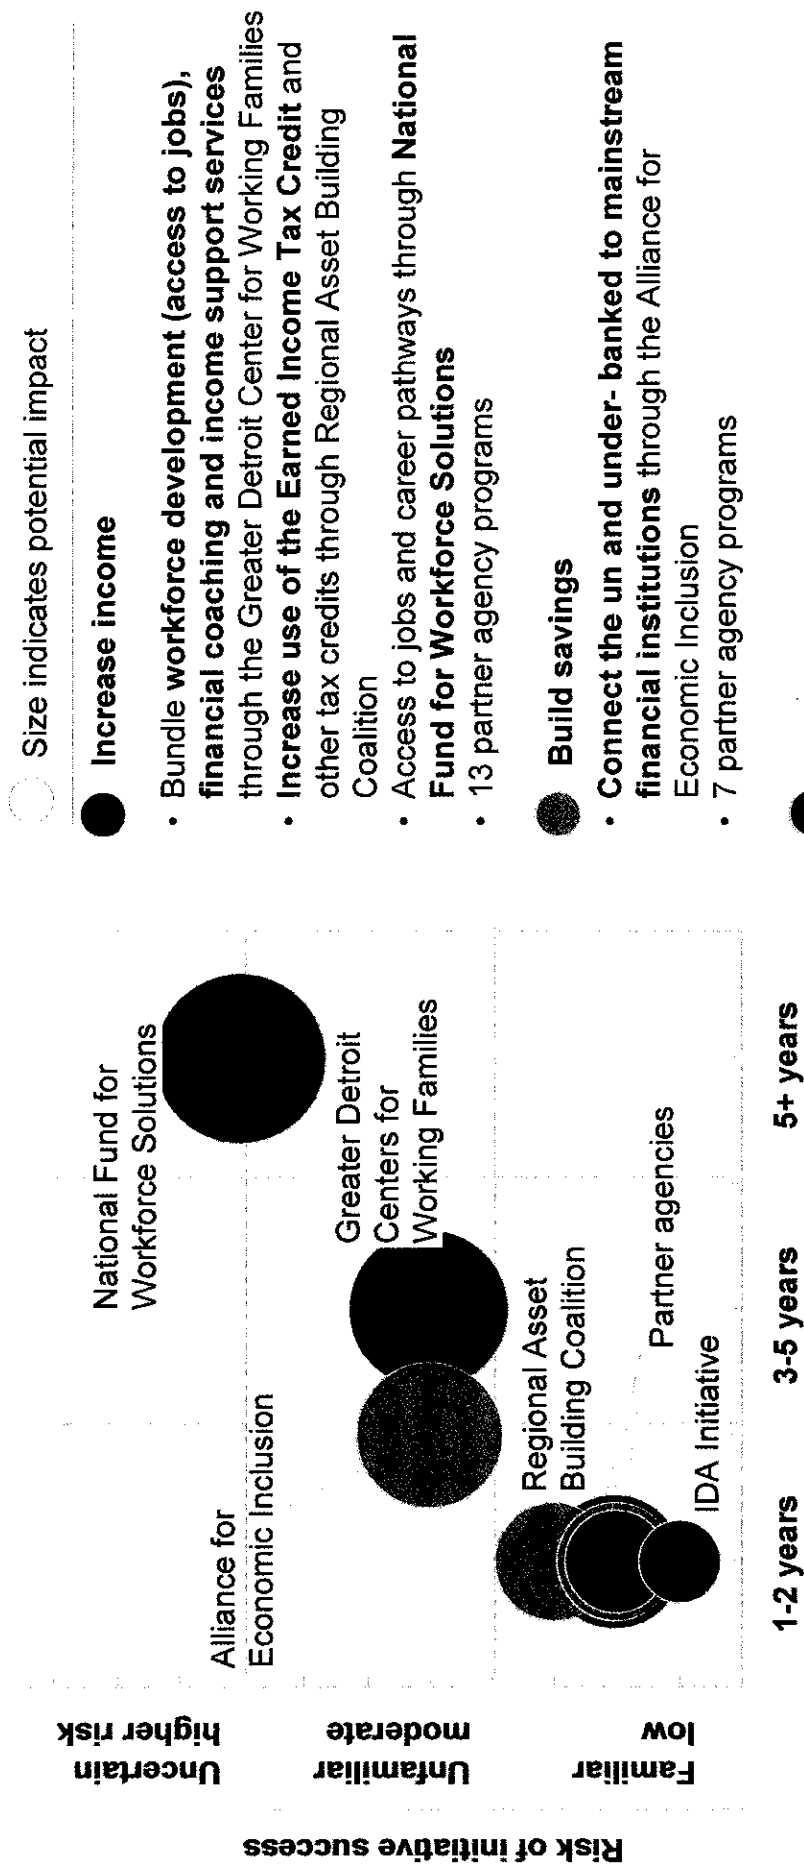 Size indicates potential impact
Increase income
• Bundle workforce development (access to jobs),
financial coaching and income support services
through the Greater Detroit Center for Working Families
• Increase use of the Earned Income Tax Credit and
other tax credits through Regional Asset Building
Coalition
• Access to jobs and career pathways through National
Fund for Workforce Solutions
• 13 partner agency programs
Build savings
• Connect the un and under- banked to mainstream
financial institutions through the Alliance for
Economic Inclusion
• 7 partner agency programs
Risk of initiative success
Uncertain
higher risk
Unfamiliar
moderate
Familiar
low
National Fund for
Workforce Solutions
Alliance for
Economic Inclusion
Greater Detroit
Centers for
Working Families
Regional Asset
Building Coalition
Partner agencies
IDA Initiative
1-2 years
3-5 years
5+ years